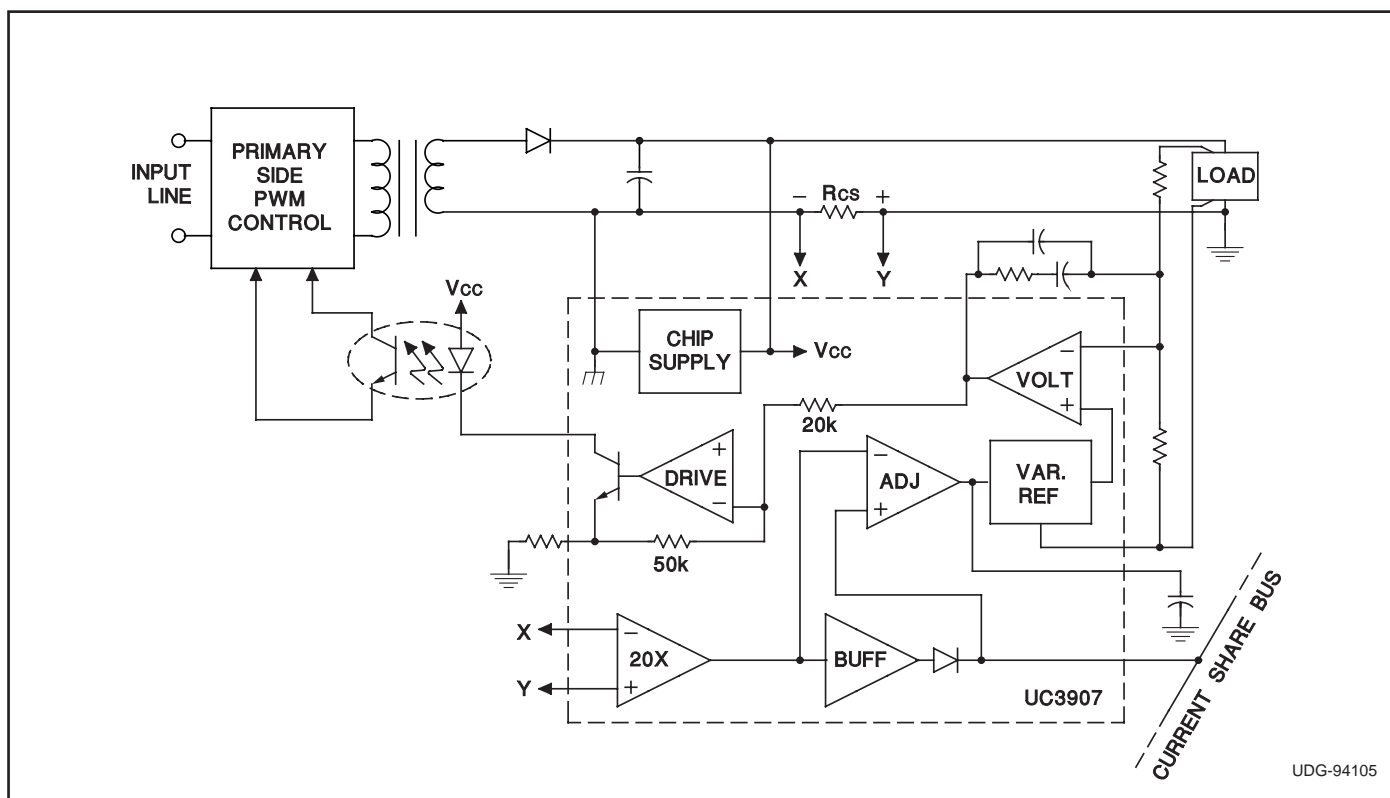 INPUT
LINE
PRIMARY
SIDE
PWM
CONTROL
− RCS +
X Y
LOAD
VCC
CHIP
SUPPLY
VCC
−
VOLT
+
20k
+
DRIVE
−
50k
−
ADJ
+
VAR.
REF
X −
20X
Y +
BUFF
UC3907
CURRENT SHARE BUS
UDG-94105